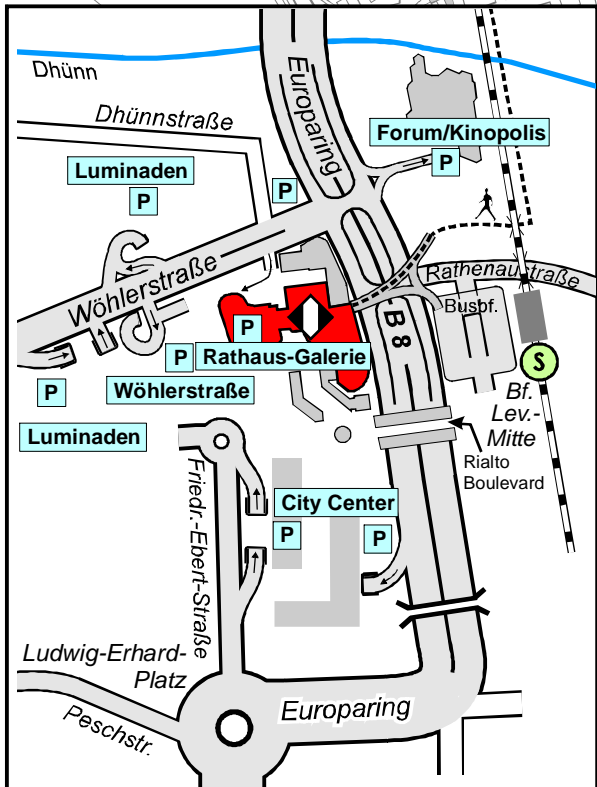 Dhünn
Europaring
Dhünnstraße
Forum/Kinopolis
P
Luminaden
P
P
Wöhlerstraße
Rathenaustraße
Busbf.
B 8
P
Rathaus-Galerie
P
Wöhlerstraße
P
Luminaden
S
Bf.
Lev.-
Mitte
Rialto
Boulevard
Friedr.-Ebert-Straße
City Center
P
P
Ludwig-Erhard-
Platz
Peschstr.
Europaring